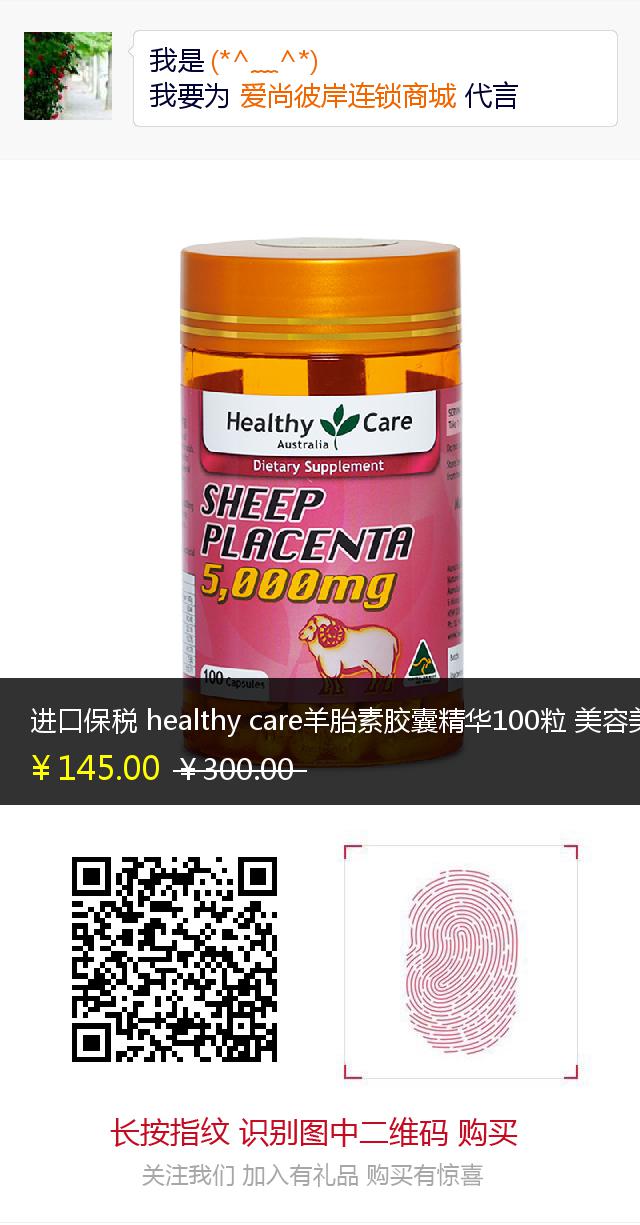 我是 (*^﹏^*)
我要为 爱尚彼岸连锁商城 代言
Healthy Care
Australia
Dietary Supplement
SHEEP
PLACENTA
5,000mg
100 Capsules
进口保税 healthy care羊胎素胶囊精华100粒 美容
￥145.00 ￥300.00
长按指纹 识别图中二维码 购买
关注我们 加入有礼品 购买有惊喜